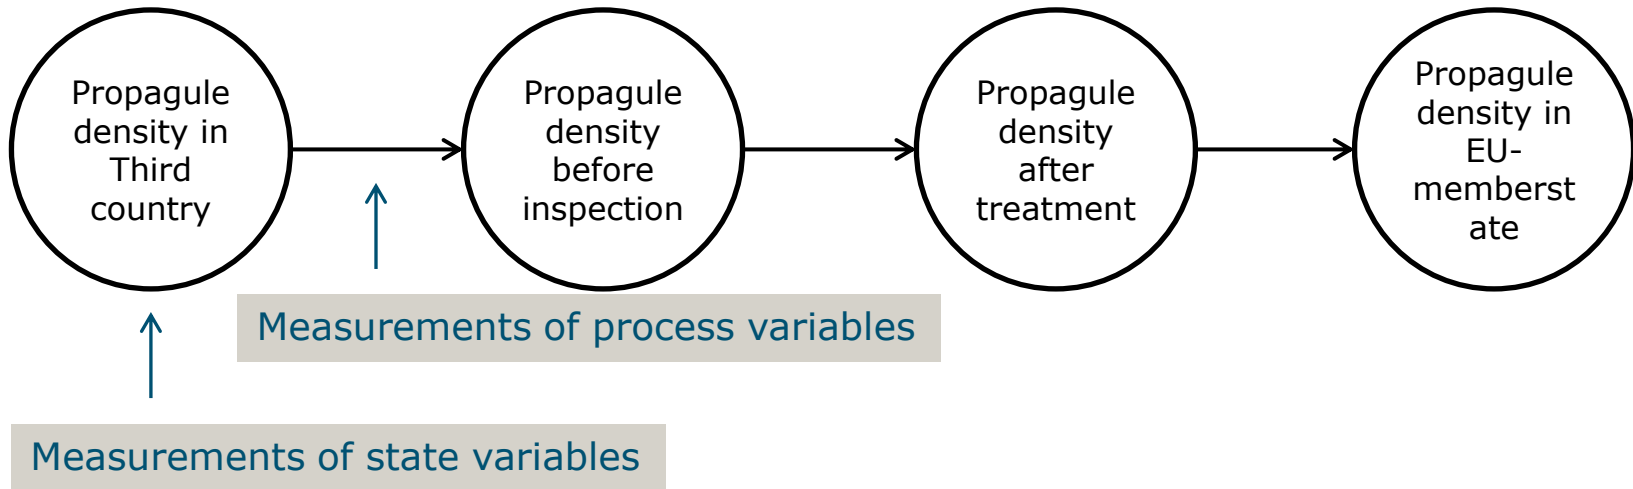 Propagule
density in
Third
country
Propagule
density
before
inspection
Propagule
density
after
treatment
Propagule
density in
EU-
memberst
ate
Measurements of process variables
Measurements of state variables